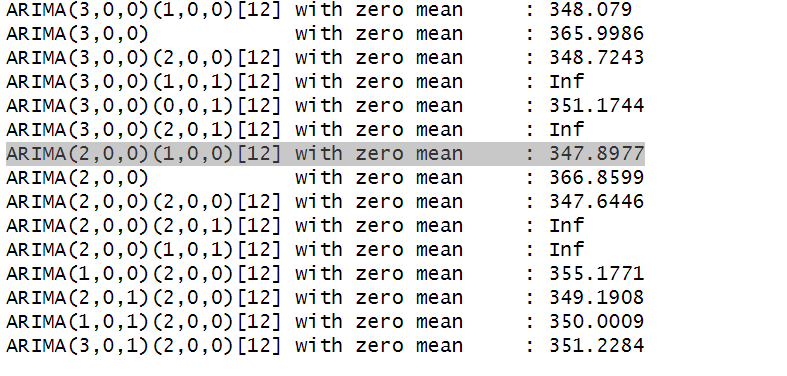 ARIMA(3,0,0)(1,0,0)[12] with zero mean     : 348.079
ARIMA(3,0,0)            with zero mean     : 365.9986
ARIMA(3,0,0)(2,0,0)[12] with zero mean     : 348.7243
ARIMA(3,0,0)(1,0,1)[12] with zero mean     : Inf
ARIMA(3,0,0)(0,0,1)[12] with zero mean     : 351.1744
ARIMA(3,0,0)(2,0,1)[12] with zero mean     : Inf
ARIMA(2,0,0)(1,0,0)[12] with zero mean     : 347.8977
ARIMA(2,0,0)            with zero mean     : 366.8599
ARIMA(2,0,0)(2,0,0)[12] with zero mean     : 347.6446
ARIMA(2,0,0)(2,0,1)[12] with zero mean     : Inf
ARIMA(2,0,0)(1,0,1)[12] with zero mean     : Inf
ARIMA(1,0,0)(2,0,0)[12] with zero mean     : 355.1771
ARIMA(2,0,1)(2,0,0)[12] with zero mean     : 349.1908
ARIMA(1,0,1)(2,0,0)[12] with zero mean     : 350.0009
ARIMA(3,0,1)(2,0,0)[12] with zero mean     : 351.2284